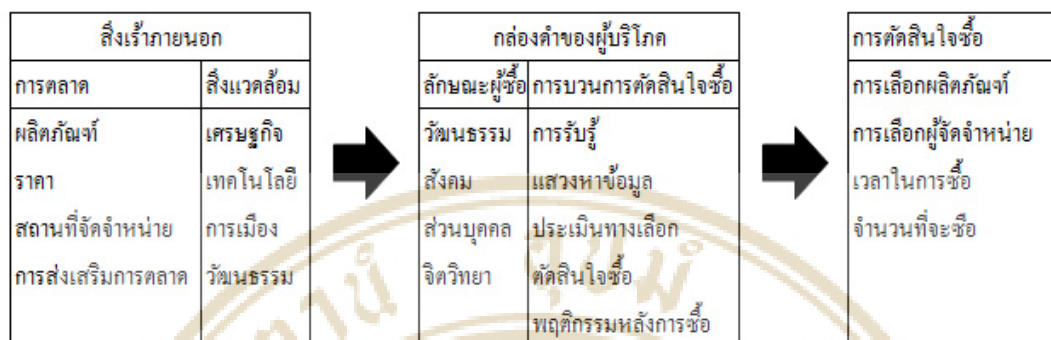 สิ่งเร้าภายนอก
การตลาด สิ่งแวดล้อม
ผลิตภัณฑ์ เศรษฐกิจ
ราคา เทคโนโลยี
สถานที่จัดจำหน่าย การเมือง
การส่งเสริมการตลาด วัฒนธรรม
กล่องดำของผู้บริโภค
ลักษณะผู้ซื้อ การบวนการตัดสินใจซื้อ
วัฒนธรรม การรับรู้
สังคม แสวงหาข้อมูล
ส่วนบุคคล ประเมินทางเลือก
จิตวิทยา ตัดสินใจซื้อ
พฤติกรรมหลังการซื้อ
การตัดสินใจซื้อ
การเลือกผลิตภัณฑ์
การเลือกผู้จัดจำหน่าย
เวลาในการซื้อ
จำนวนที่จะซือ